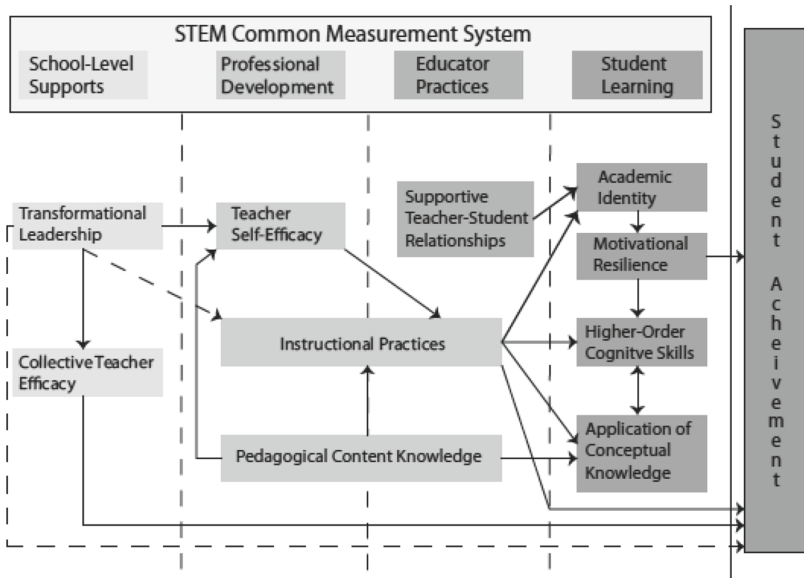 STEM Common Measurement System
School-Level
Supports
Professional
Development
Educator
Practices
Student
Learning
Transformational
Leadership
Teacher
Self-Efficacy
Supportive
Teacher-Student
Relationships
Academic
Identity
Motivational
Resilience
Instructional Practices
Higher-Order
Cognitve Skills
Collective Teacher
Efficacy
Pedagogical Content Knowledge
Application of
Conceptual
Knowledge
Student Acheivement